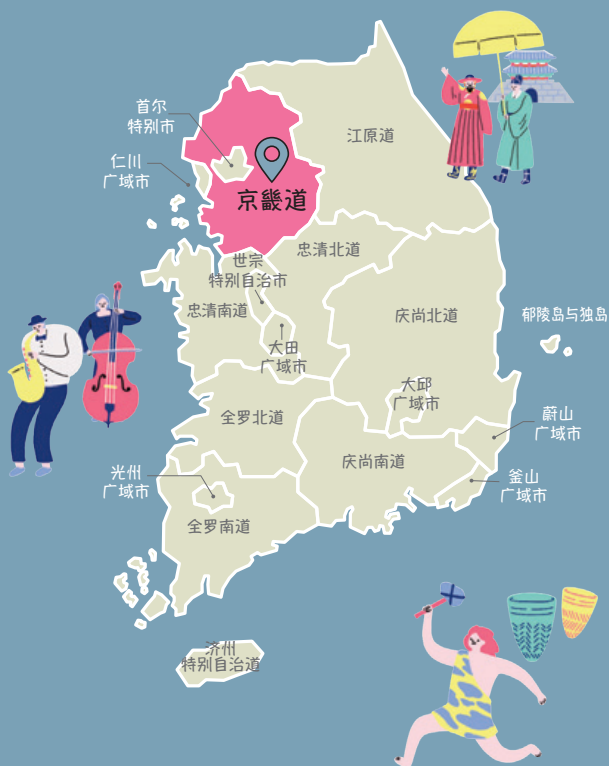 首尔
特别市
江原道
仁川
广域市
京畿道
忠清北道
世宗
特别自治市
忠清南道
庆尚北道
郁陵岛与独岛
大田
广域市
大邱
广域市
全罗北道
蔚山
广域市
庆尚南道
光州
广域市
釜山
广域市
全罗南道
济州
特别自治道